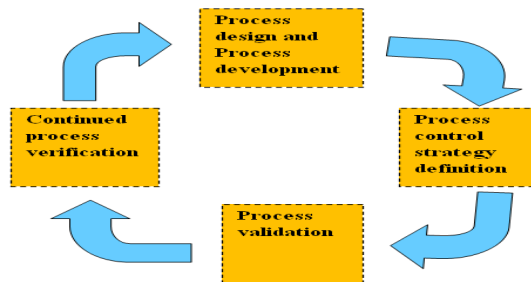 Process
design and
Process
development
Continued
process
verification
Process
control
strategy
definition
Process
validation